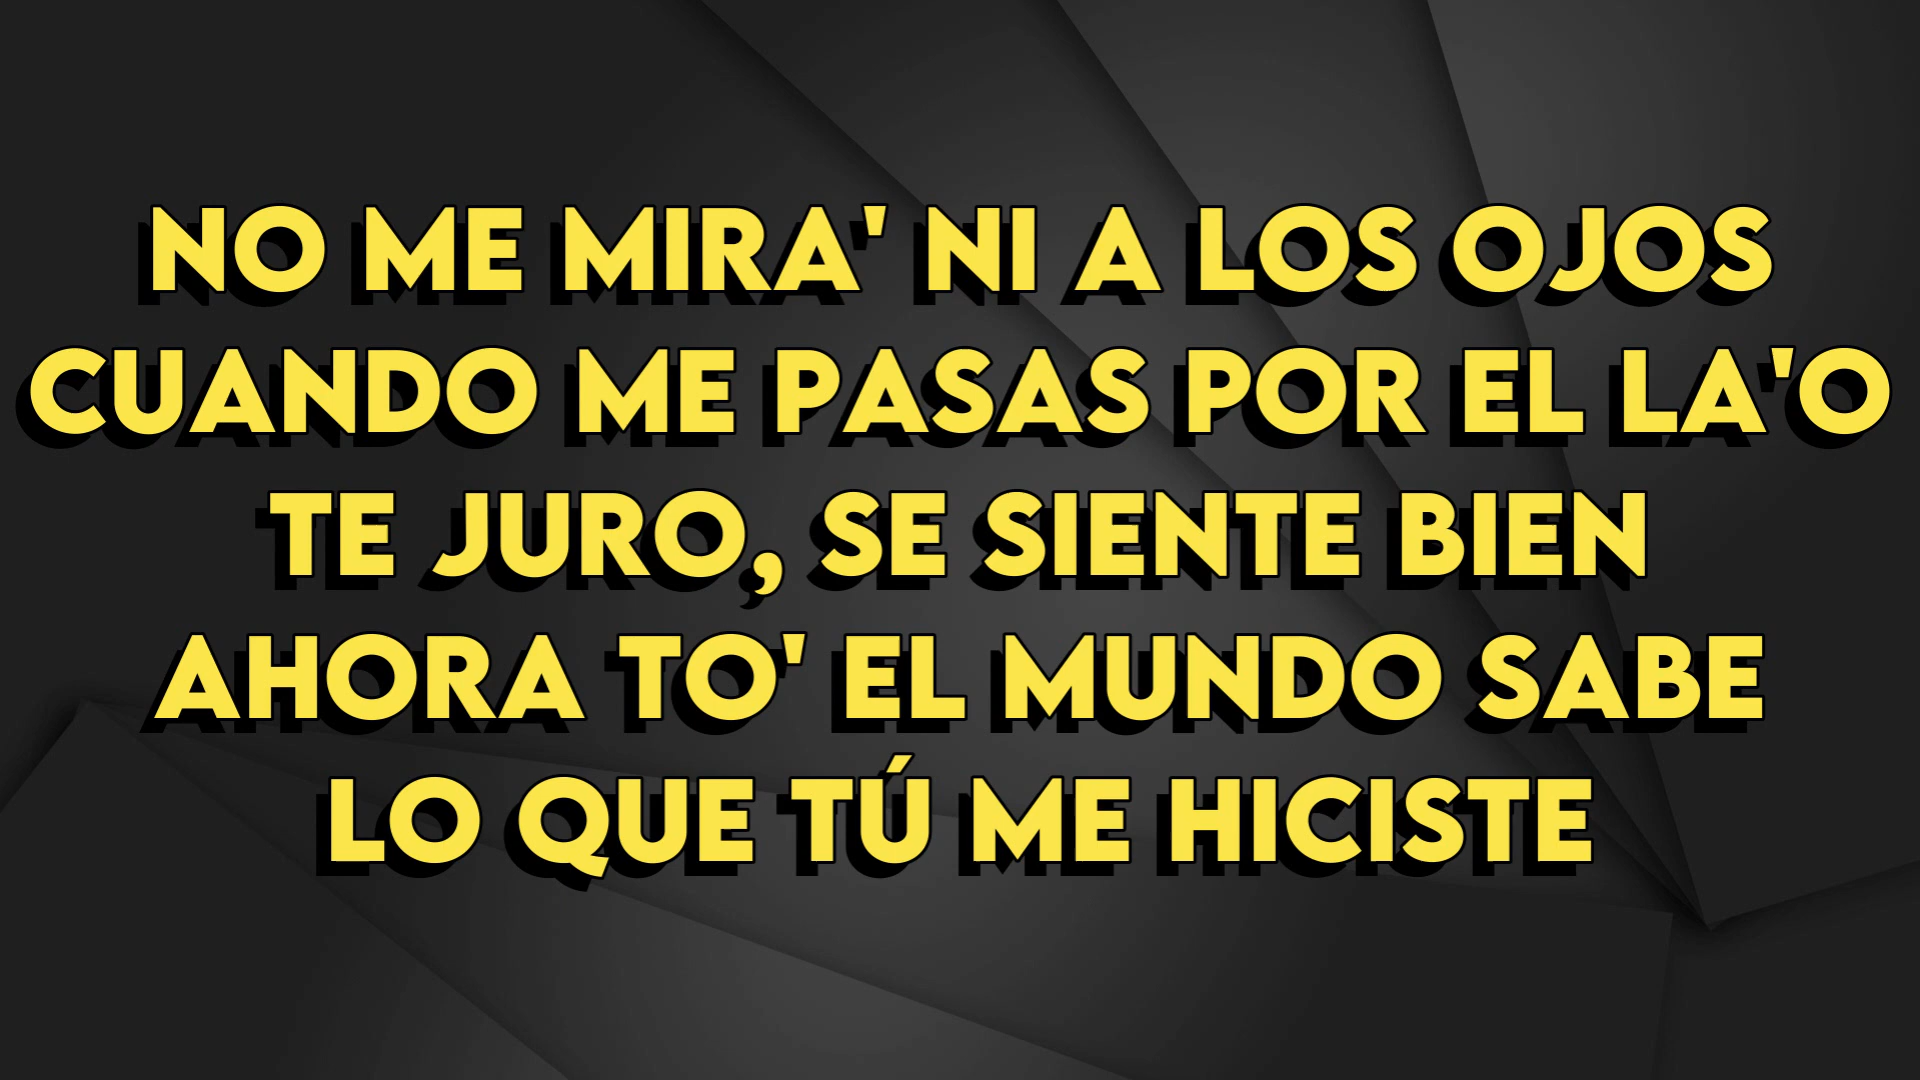 NO ME MIRA' NI A LOS OJOS
CUANDO ME PASAS POR EL LA'O
TE JURO, SE SIENTE BIEN
AHORA TO' EL MUNDO SABE
LO QUE TÚ ME HICISTE